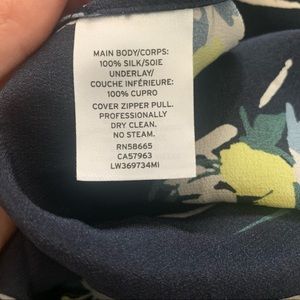 MAIN BODY/CORPS:
100% SILK/SOIE
UNDERLAY/
COUCHE INFÉRIEURE:
100% CUPRO
COVER ZIPPER PULL.
PROFESSIONALLY
DRY CLEAN.
NO STEAM.
RN58665
CA57963
LW369734MI